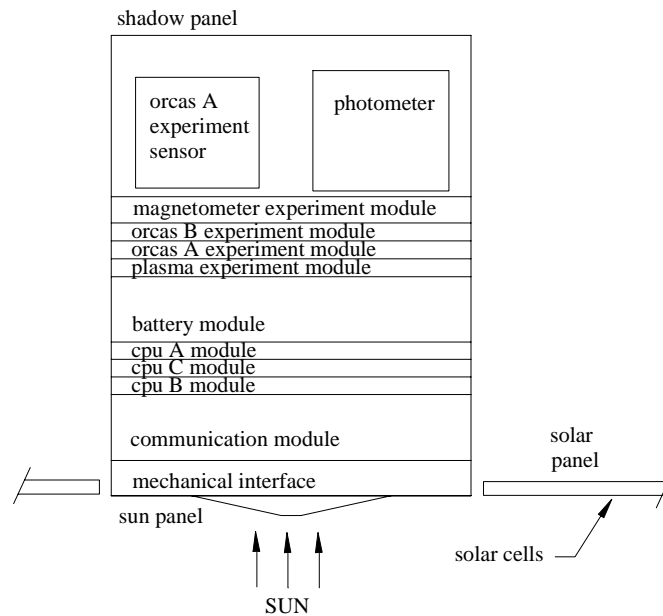 shadow panel
orcas A
experiment
sensor
photometer
magnetometer experiment module
orcas B experiment module
orcas A experiment module
plasma experiment module
battery module
cpu A module
cpu C module
cpu B module
communication module
mechanical interface
solar
panel
sun panel
solar cells
SUN